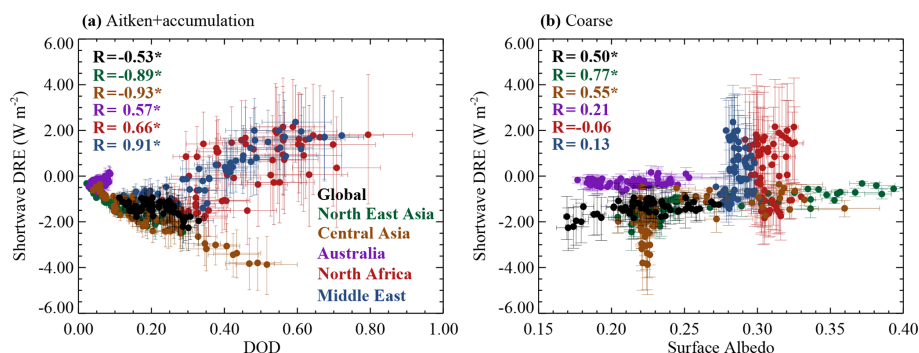 (a) Aitken+accumulation
6.00
4.00
2.00
0.00
-2.00
-4.00
-6.00
Shortwave DRE (W m-2)
R=-0.53*
R=-0.89*
R=-0.93*
R= 0.57*
R= 0.66*
R= 0.91*
Global
North East Asia
Central Asia
Australia
North Africa
Middle East
0.00 0.20 0.40 0.60 0.80 1.00
DOD
(b) Coarse
6.00
4.00
2.00
0.00
-2.00
-4.00
-6.00
Shortwave DRE (W m-2)
R= 0.50*
R= 0.77*
R= 0.55*
R= 0.21
R=-0.06
R= 0.13
0.15 0.20 0.25 0.30 0.35 0.40
Surface Albedo